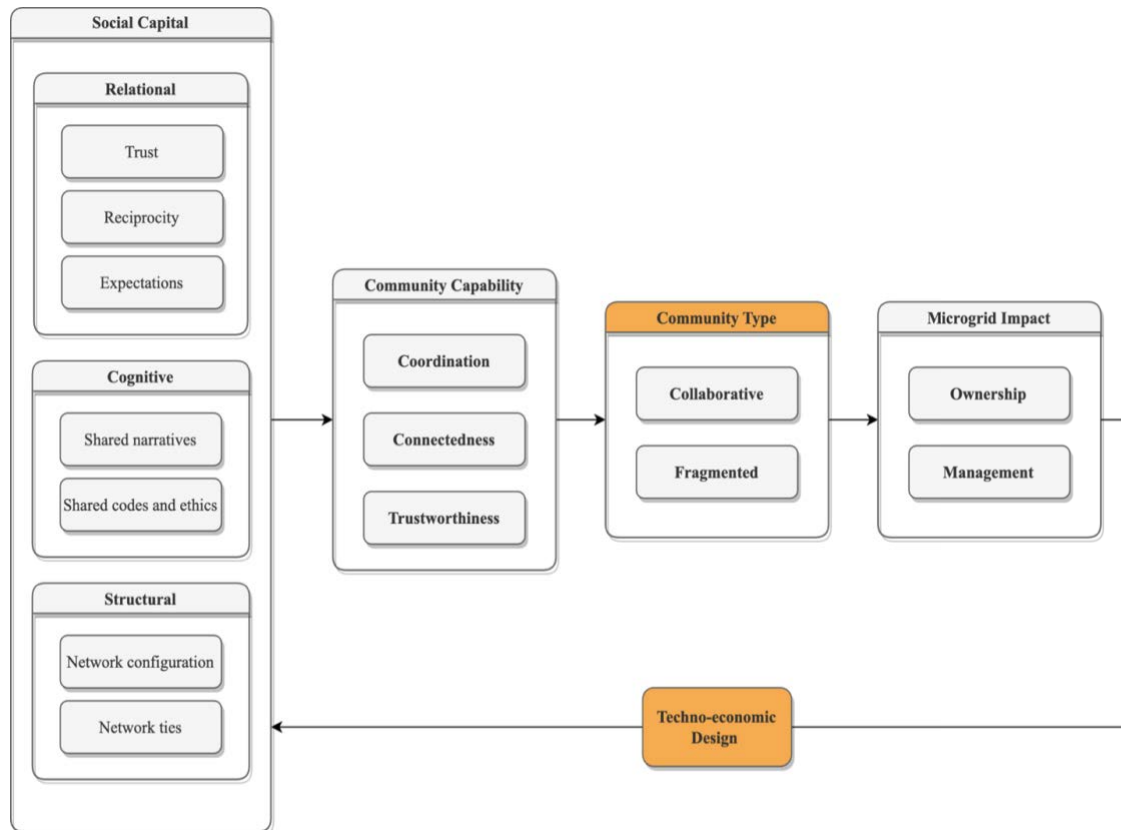 Social Capital
Relational
Trust
Reciprocity
Expectations
Cognitive
Shared narratives
Shared codes and ethics
Structural
Network configuration
Network ties
Community Capability
Coordination
Connectedness
Trustworthiness
Community Type
Collaborative
Fragmented
Microgrid Impact
Ownership
Management
Techno-economic
Design